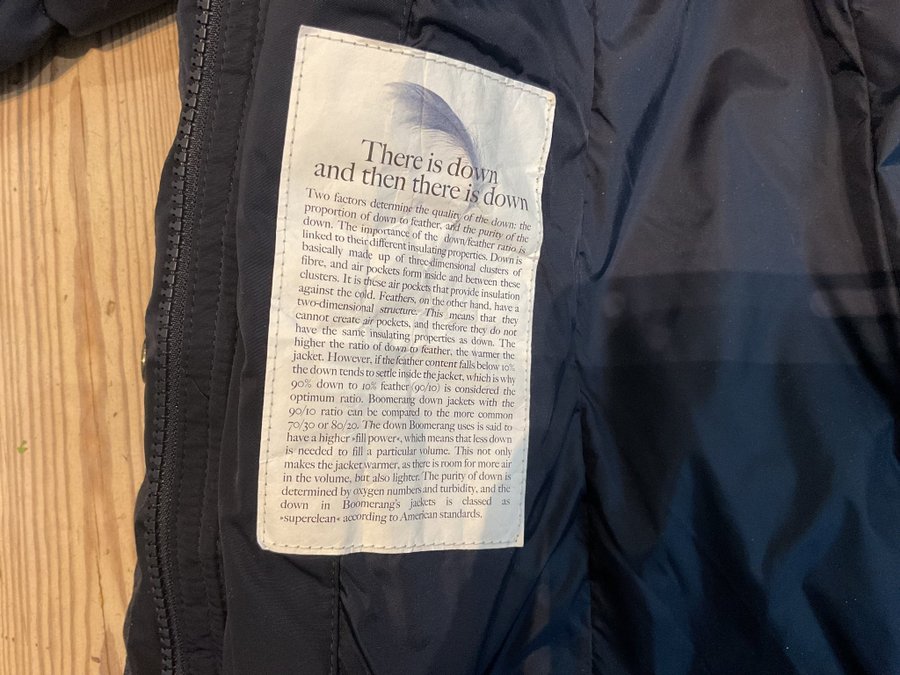 There is down
and then there is down
Two factors determine the quality of the down: the
proportion of down to feather, and the purity of the
down. The importance of the down/feather ratio is
linked to their different insulating properties. Down is
basically made up of three-dimensional clusters of
fibre, and air pockets form inside and between these
clusters. It is these air pockets that provide insulation
against the cold. Feathers, on the other hand, have a
two-dimensional structure. This means that they
cannot create air pockets, and therefore they do not
have the same insulating properties as down. The
higher the ratio of down to feather, the warmer the
jacket. However, if the feather content falls below 10%
the down tends to settle inside the jacket, which is why
90% down to 10% feather (90/10) is considered the
optimum ratio. Boomerang down jackets with the
90/10 ratio can be compared to the more common
70/30 or 80/20. The down Boomerang uses is said to
have a higher »fill power«, which means that less down
is needed to fill a particular volume. This not only
makes the jacket warmer, as there is room for more air
in the volume, but also lighter. The purity of down is
determined by oxygen numbers and turbidity, and the
down in Boomerang's jackets is classed as
»superclean« according to American standards.